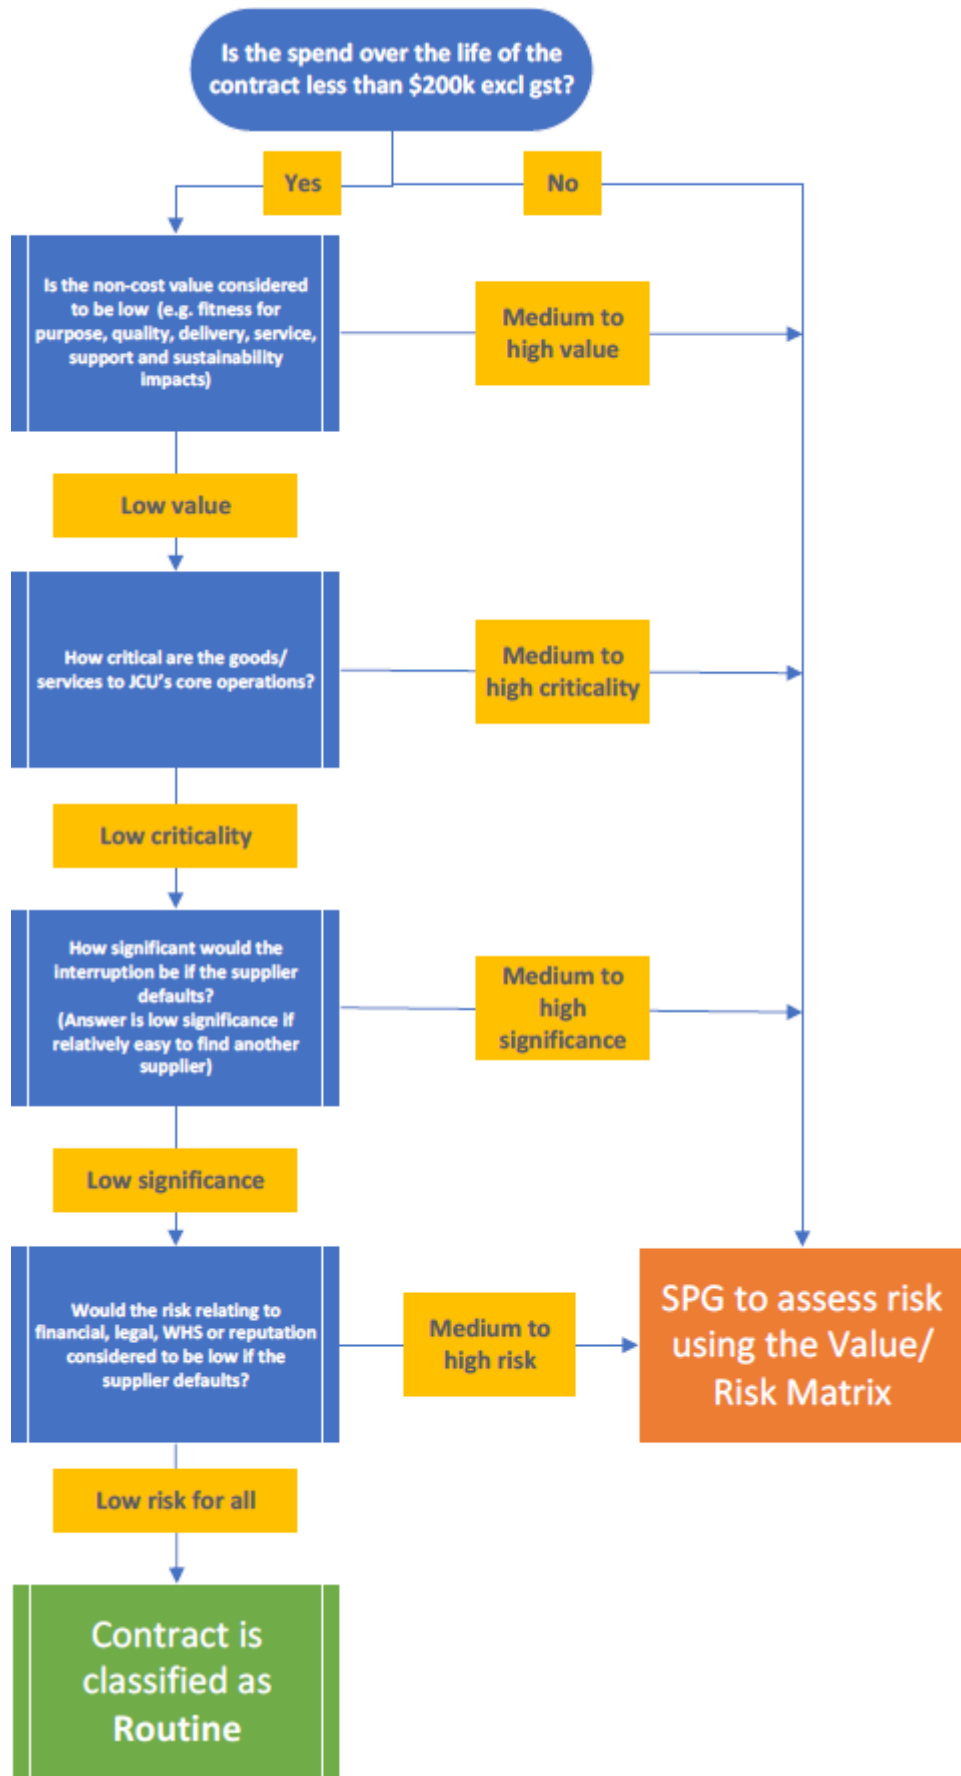 Is the spend over the life of the
contract less than $200k excl gst?
Yes
No
Is the non-cost value considered
to be low (e.g. fitness for
purpose, quality, delivery, service,
support and sustainability
impacts)
Medium to
high value
Low value
How critical are the goods/
services to JCU's core operations?
Medium to
high criticality
Low criticality
How significant would the
interruption be if the supplier
defaults?
(Answer is low significance if
relatively easy to find another
supplier)
Medium to
high
significance
Low significance
Would the risk relating to
financial, legal, WHS or reputation
considered to be low if the
supplier defaults?
Medium to
high risk
SPG to assess risk
using the Value/
Risk Matrix
Low risk for all
Contract is
classified as
Routine